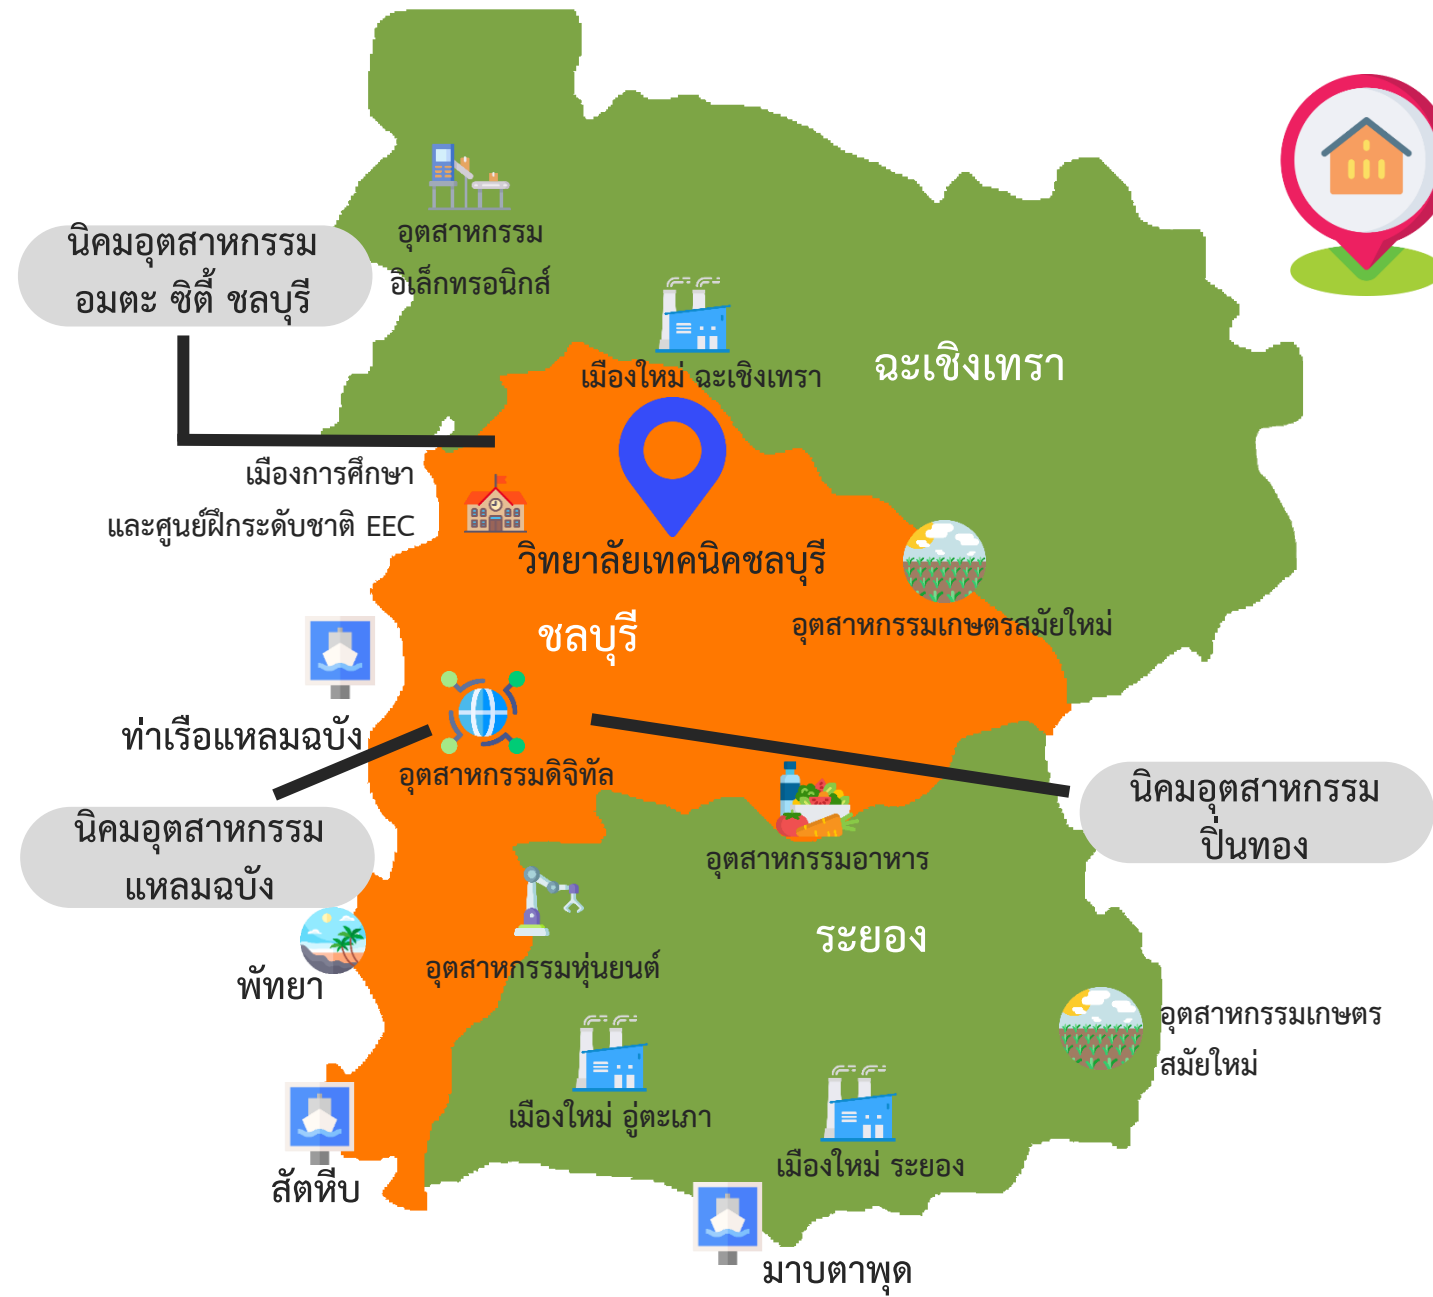 นิคมอุตสาหกรรม
อมตะ ซิตี้ ชลบุรี
อุตสาหกรรม
อิเล็กทรอนิกส์
เมืองใหม่ ฉะเชิงเทรา
ฉะเชิงเทรา
เมืองการศึกษา
และศูนย์ฝึกระดับชาติ EEC
วิทยาลัยเทคนิคชลบุรี
ชลบุรี
อุตสาหกรรมเกษตรสมัยใหม่
ท่าเรือแหลมฉบัง
อุตสาหกรรมดิจิทัล
นิคมอุตสาหกรรม
แหลมฉบัง
นิคมอุตสาหกรรม
ปิ่นทอง
อุตสาหกรรมอาหาร
ระยอง
พัทยา
อุตสาหกรรมหุ่นยนต์
อุตสาหกรรมเกษตร
สมัยใหม่
เมืองใหม่ อู่ตะเภา
เมืองใหม่ ระยอง
สัตหีบ
มาบตาพุด